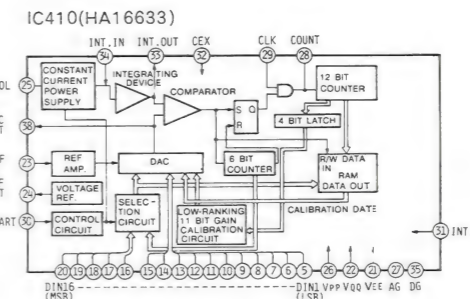 IC410(HA16633)
INT.IN INT.OUT CEX CLK COUNT
34 33 32 29 28
25 CONSTANT CURRENT POWER SUPPLY
INTEGRATING DEVICE
COMPARATOR
12 BIT COUNTER
S Q
R
4 BIT LATCH
38
23 REF AMP.
DAC
6 BIT COUNTER
R/W DATA IN RAM DATA OUT
24 VOLTAGE REF.
SELECTION CIRCUIT
CALIBRATION DATE
30 CONTROL CIRCUIT
LOW-RANKING 11 BIT GAIN CALIBRATION CIRCUIT
31 INT
20 19 18 17 16 15 14 13 12 11 10 9 8 7 6 5 26 22 21 27 35
DIN16 DIN1 VPP VQQ VEE AG DG
(MSB) (LSB)